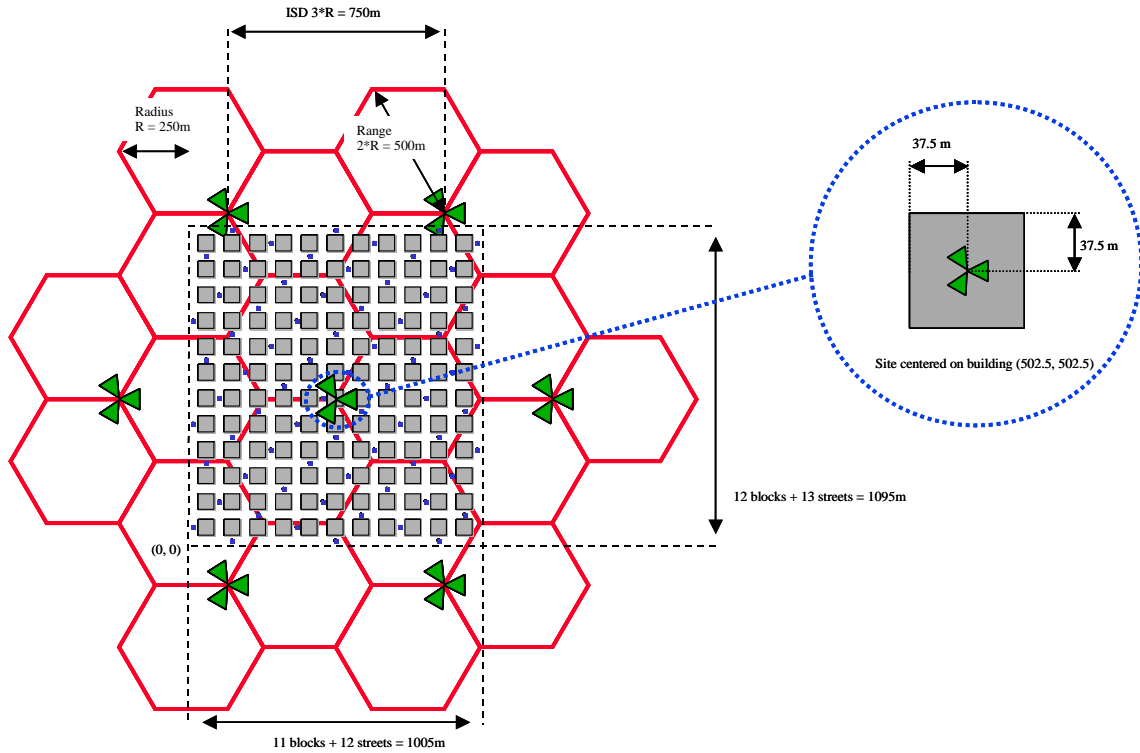 ISD 3*R = 750m
Radius
R = 250m
Range
2*R = 500m
37.5 m
37.5 m
Site centered on building (502.5, 502.5)
12 blocks + 13 streets = 1095m
(0, 0)
11 blocks + 12 streets = 1005m